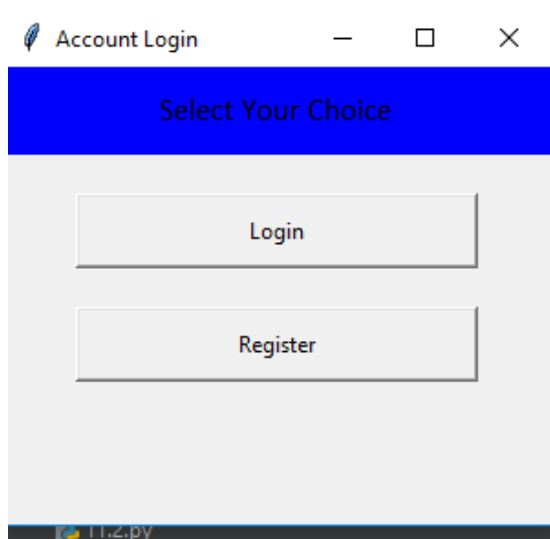 Account Login
Select Your Choice
Login
Register
11.2.py